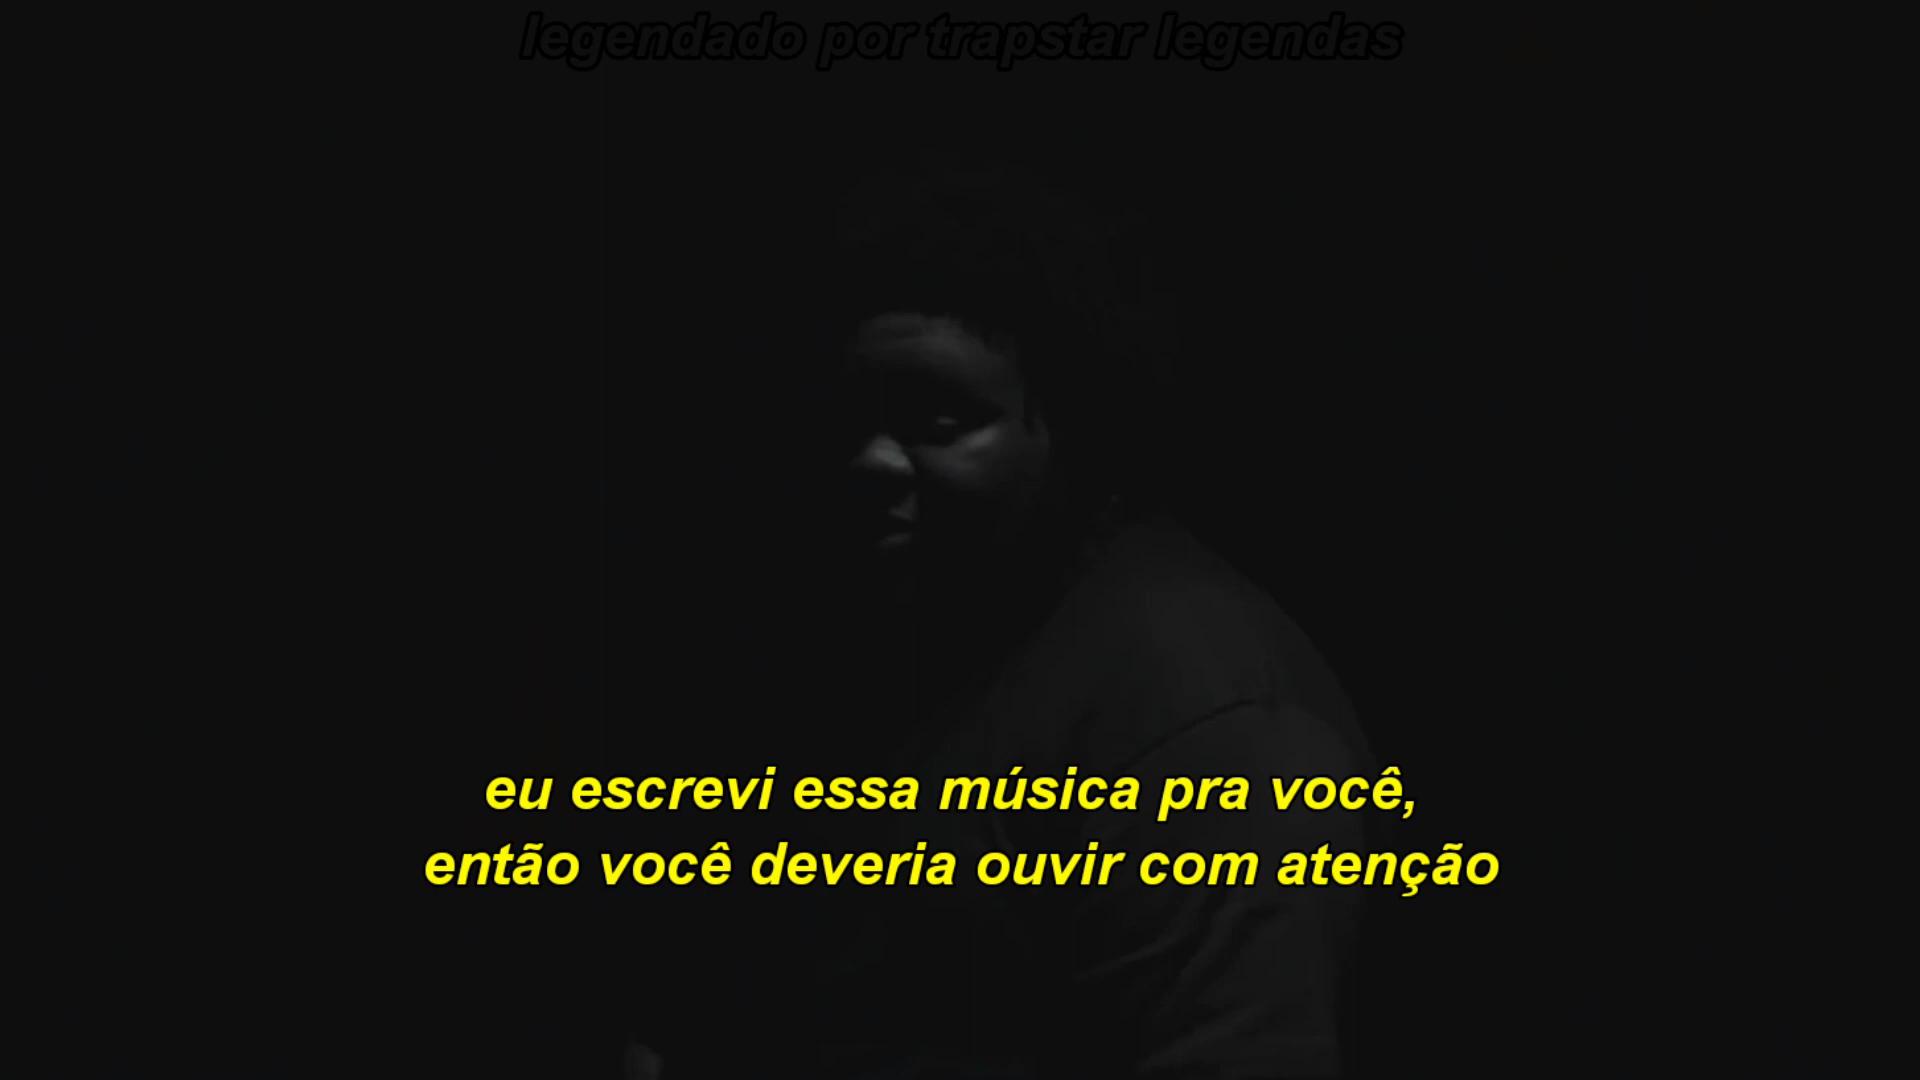 legendado por trapstar legendas
eu escrevi essa música pra você,
então você deveria ouvir com atenção